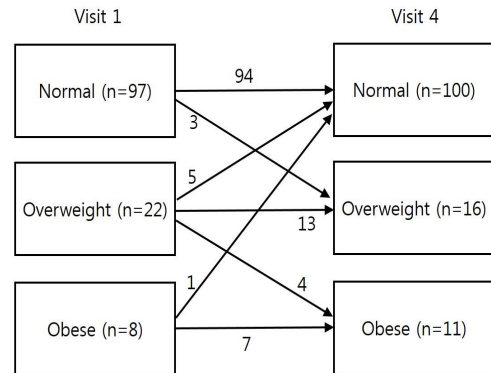 Visit 1
Visit 4
Normal (n=97)
94
Normal (n=100)
3
5
Overweight (n=22)
Overweight (n=16)
13
1
4
Obese (n=8)
Obese (n=11)
7